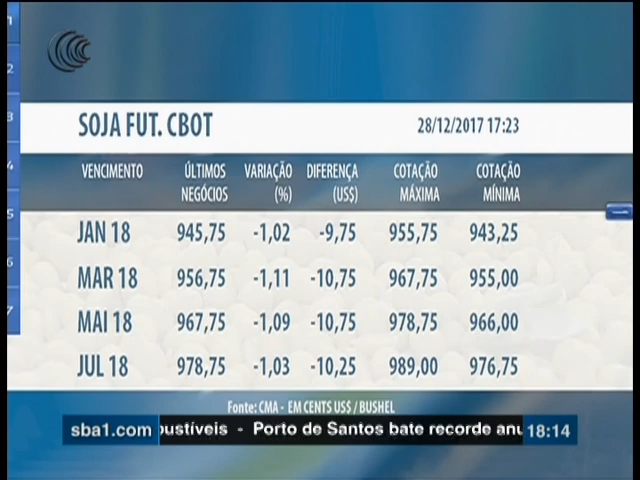 SOJA FUT. CBOT 28/12/2017 17:23
VENCIMENTO ÚLTIMOS NEGÓCIOS VARIAÇÃO (%) DIFERENÇA (US$) COTAÇÃO MÁXIMA COTAÇÃO MÍNIMA
JAN 18 945,75 -1,02 -9,75 955,75 943,25
MAR 18 956,75 -1,11 -10,75 967,75 955,00
MAI 18 967,75 -1,09 -10,75 978,75 966,00
JUL 18 978,75 -1,03 -10,25 989,00 976,75
Fonte: CMA - EM CENTS US$ / BUSHEL
sba1.com - Porto de Santos bate recorde 18:14